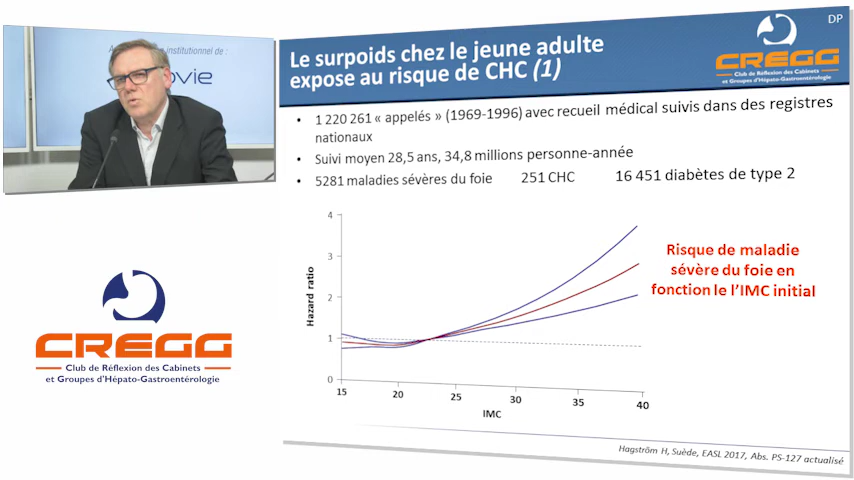 institutionnel de :
vie
CREGG
Club de Réflexion des Cabinets
et Groupes d'Hépato-Gastroentérologie
Le surpoids chez le jeune adulte
expose au risque de CHC (1)
DP
CREGG
Club de Réflexion des Cabinets
et Groupes d'Hépato-Gastroentérologie
• 1 220 261 « appelés » (1969-1996) avec recueil médical suivis dans des registres
nationaux
• Suivi moyen 28,5 ans, 34,8 millions personne-année
• 5281 maladies sévères du foie 251 CHC 16 451 diabètes de type 2
Hazard ratio
4
3
2
1
0
15 20 25 30 35 40
IMC
Risque de maladie
sévère du foie en
fonction le l'IMC initial
Hagström H, Suède, EASL 2017, Abs. PS-127 actualisé